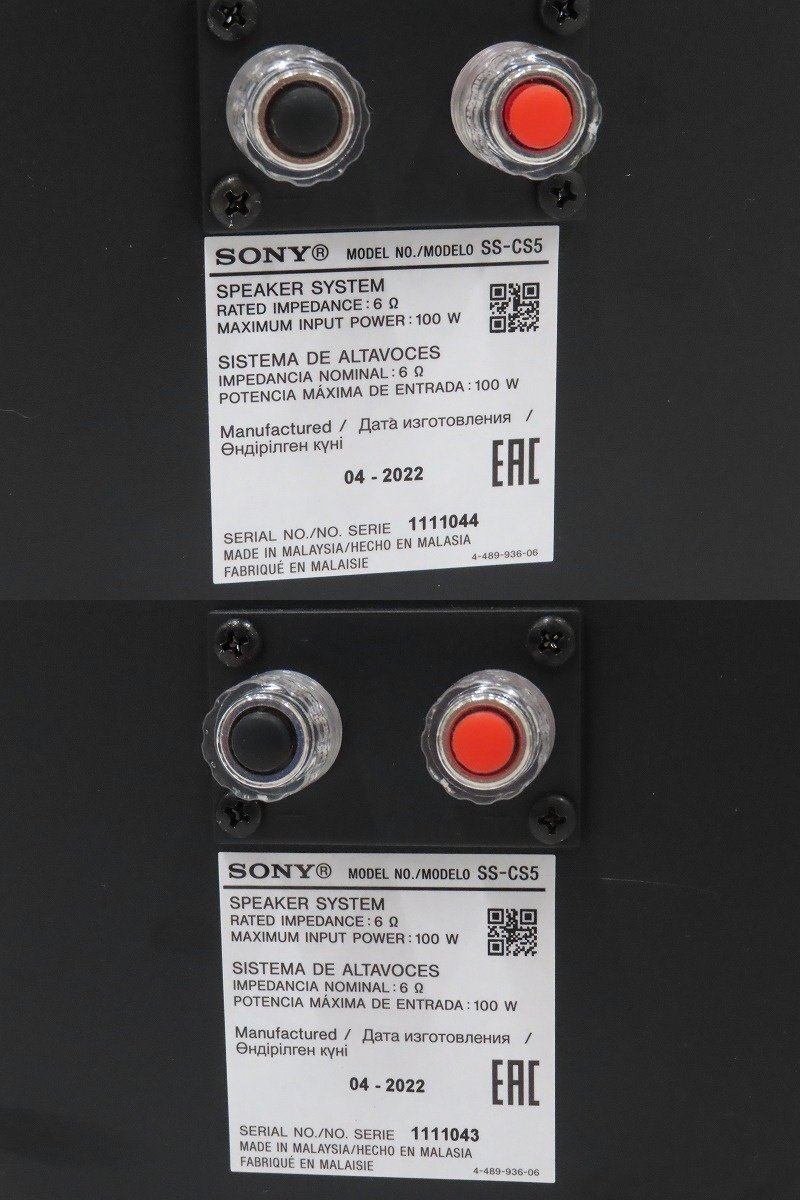 SONY® MODEL NO./MODELO SS-CS5
SPEAKER SYSTEM
RATED IMPEDANCE : 6 Ω
MAXIMUM INPUT POWER : 100 W
SISTEMA DE ALTAVOCES
IMPEDANCIA NOMINAL : 6 Ω
POTENCIA MÁXIMA DE ENTRADA : 100 W
Manufactured / Дата изготовления /
Өндірілген күні
EAC
04 - 2022
SERIAL NO./NO. SERIE 1111044
MADE IN MALAYSIA/HECHO EN MALASIA
FABRIQUÉ EN MALAISIE 4-489-936-06
SONY® MODEL NO./MODELO SS-CS5
SPEAKER SYSTEM
RATED IMPEDANCE : 6 Ω
MAXIMUM INPUT POWER : 100 W
SISTEMA DE ALTAVOCES
IMPEDANCIA NOMINAL : 6 Ω
POTENCIA MÁXIMA DE ENTRADA : 100 W
Manufactured / Дата изготовления /
Өндірілген күні
EAC
04 - 2022
SERIAL NO./NO. SERIE 1111043
MADE IN MALAYSIA/HECHO EN MALASIA
FABRIQUÉ EN MALAISIE 4-489-936-06